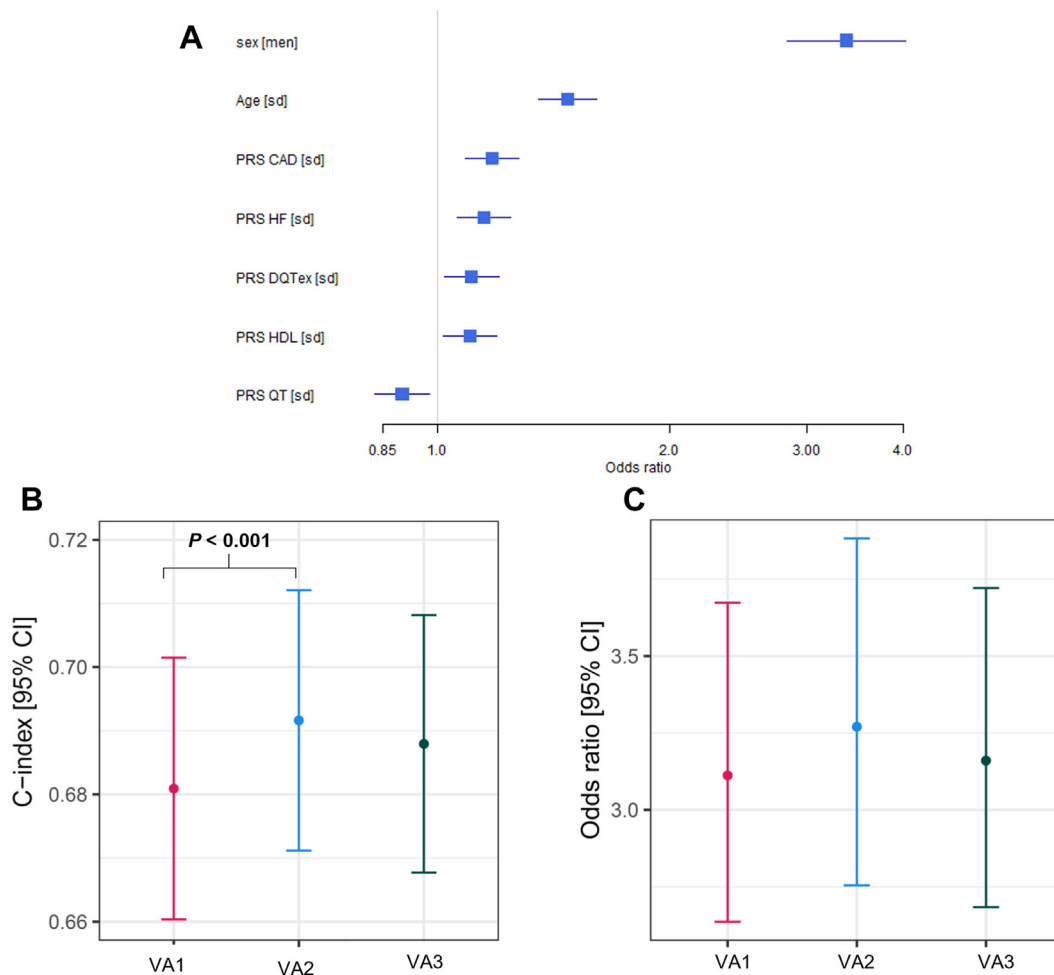 A
sex [men]
Age [sd]
PRS CAD [sd]
PRS HF [sd]
PRS DQTex [sd]
PRS HDL [sd]
PRS QT [sd]
0.85 1.0 2.0 3.00 4.0
Odds ratio
B
P < 0.001
C-index [95% CI]
0.72
0.70
0.68
0.66
VA1 VA2 VA3
C
Odds ratio [95% CI]
3.5
3.0
VA1 VA2 VA3